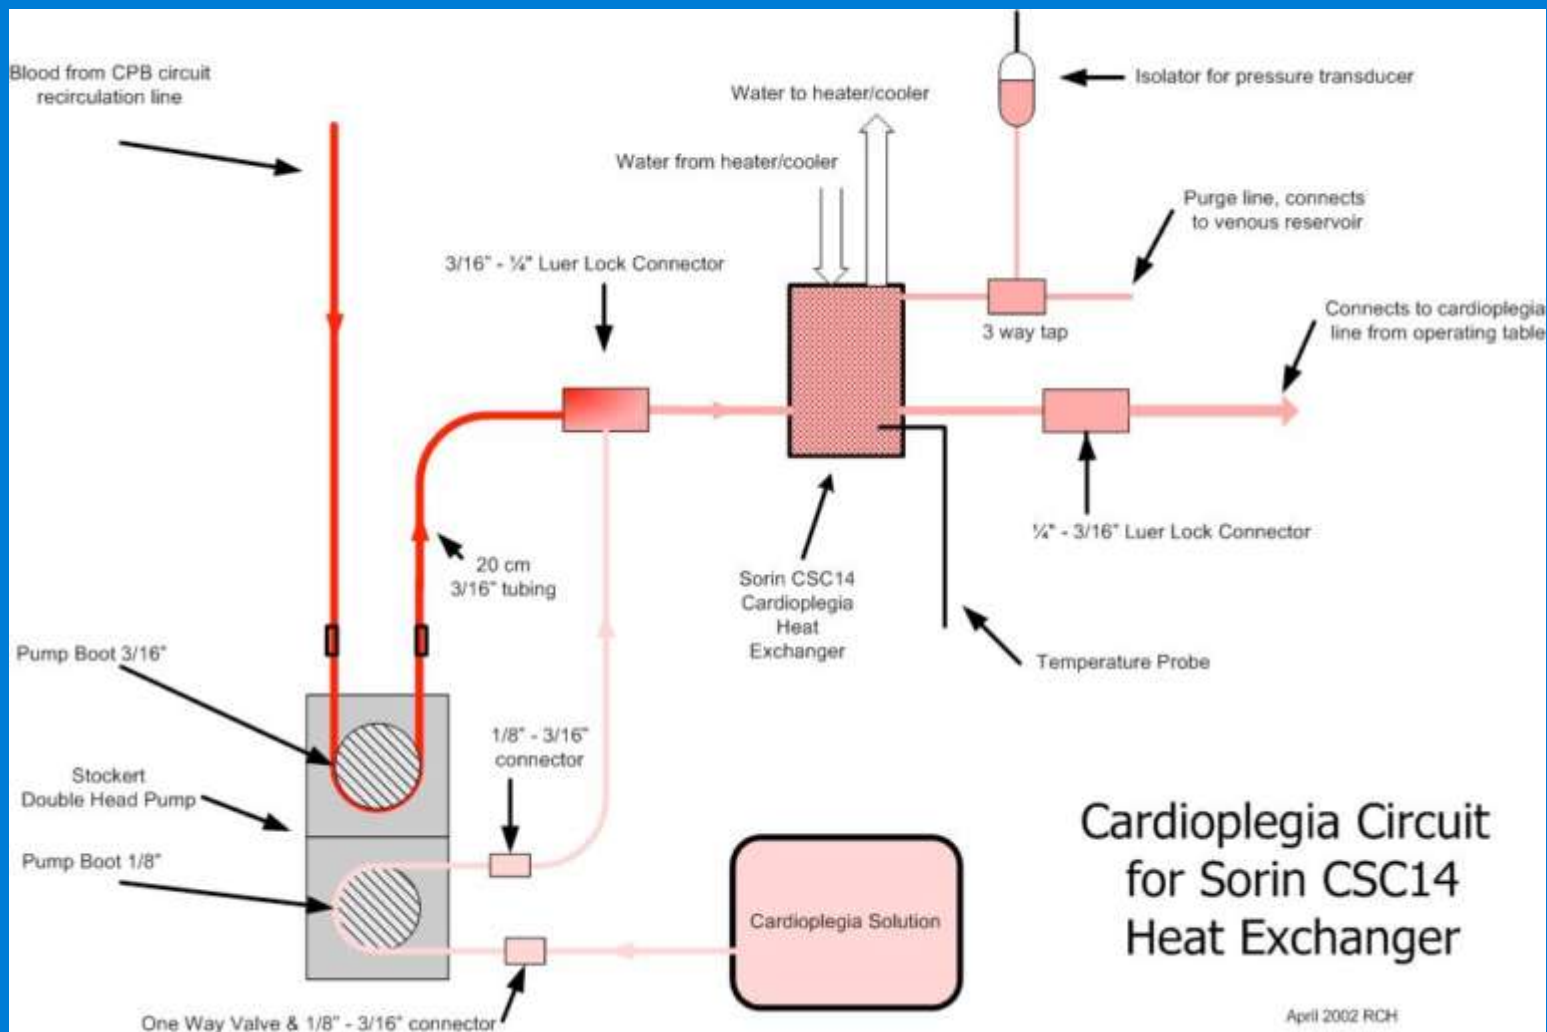 Blood from CPB circuit
recirculation line
Water to heater/cooler
Isolator for pressure transducer
Water from heater/cooler
Purge line, connects
to venous reservoir
3/16" - ¼" Luer Lock Connector
3 way tap
Connects to cardioplegia
line from operating table
¼" - 3/16" Luer Lock Connector
20 cm
3/16" tubing
Sorin CSC14
Cardioplegia
Heat
Exchanger
Temperature Probe
Pump Boot 3/16"
1/8" - 3/16"
connector
Stockert
Double Head Pump
Pump Boot 1/8"
Cardioplegia Solution
One Way Valve & 1/8" - 3/16" connector
Cardioplegia Circuit
for Sorin CSC14
Heat Exchanger
April 2002 RCH